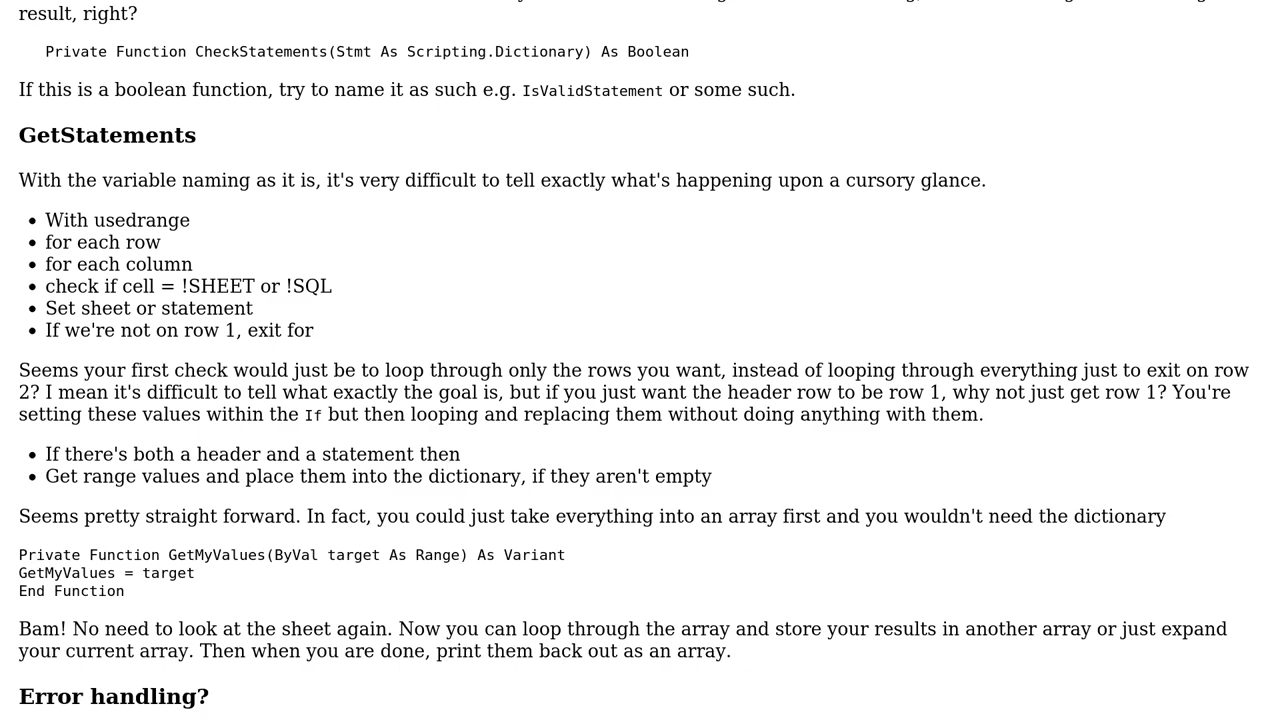 result, right?
Private Function CheckStatements(Stmt As Scripting.Dictionary) As Boolean
If this is a boolean function, try to name it as such e.g. IsValidStatement or some such.
GetStatements
With the variable naming as it is, it's very difficult to tell exactly what's happening upon a cursory glance.
• With usedrange
• for each row
• for each column
• check if cell = !SHEET or !SQL
• Set sheet or statement
• If we're not on row 1, exit for
Seems your first check would just be to loop through only the rows you want, instead of looping through everything just to exit on row
2? I mean it's difficult to tell what exactly the goal is, but if you just want the header row to be row 1, why not just get row 1? You're
setting these values within the If but then looping and replacing them without doing anything with them.
• If there's both a header and a statement then
• Get range values and place them into the dictionary, if they aren't empty
Seems pretty straight forward. In fact, you could just take everything into an array first and you wouldn't need the dictionary
Private Function GetMyValues(ByVal target As Range) As Variant
GetMyValues = target
End Function
Bam! No need to look at the sheet again. Now you can loop through the array and store your results in another array or just expand
your current array. Then when you are done, print them back out as an array.
Error handling?